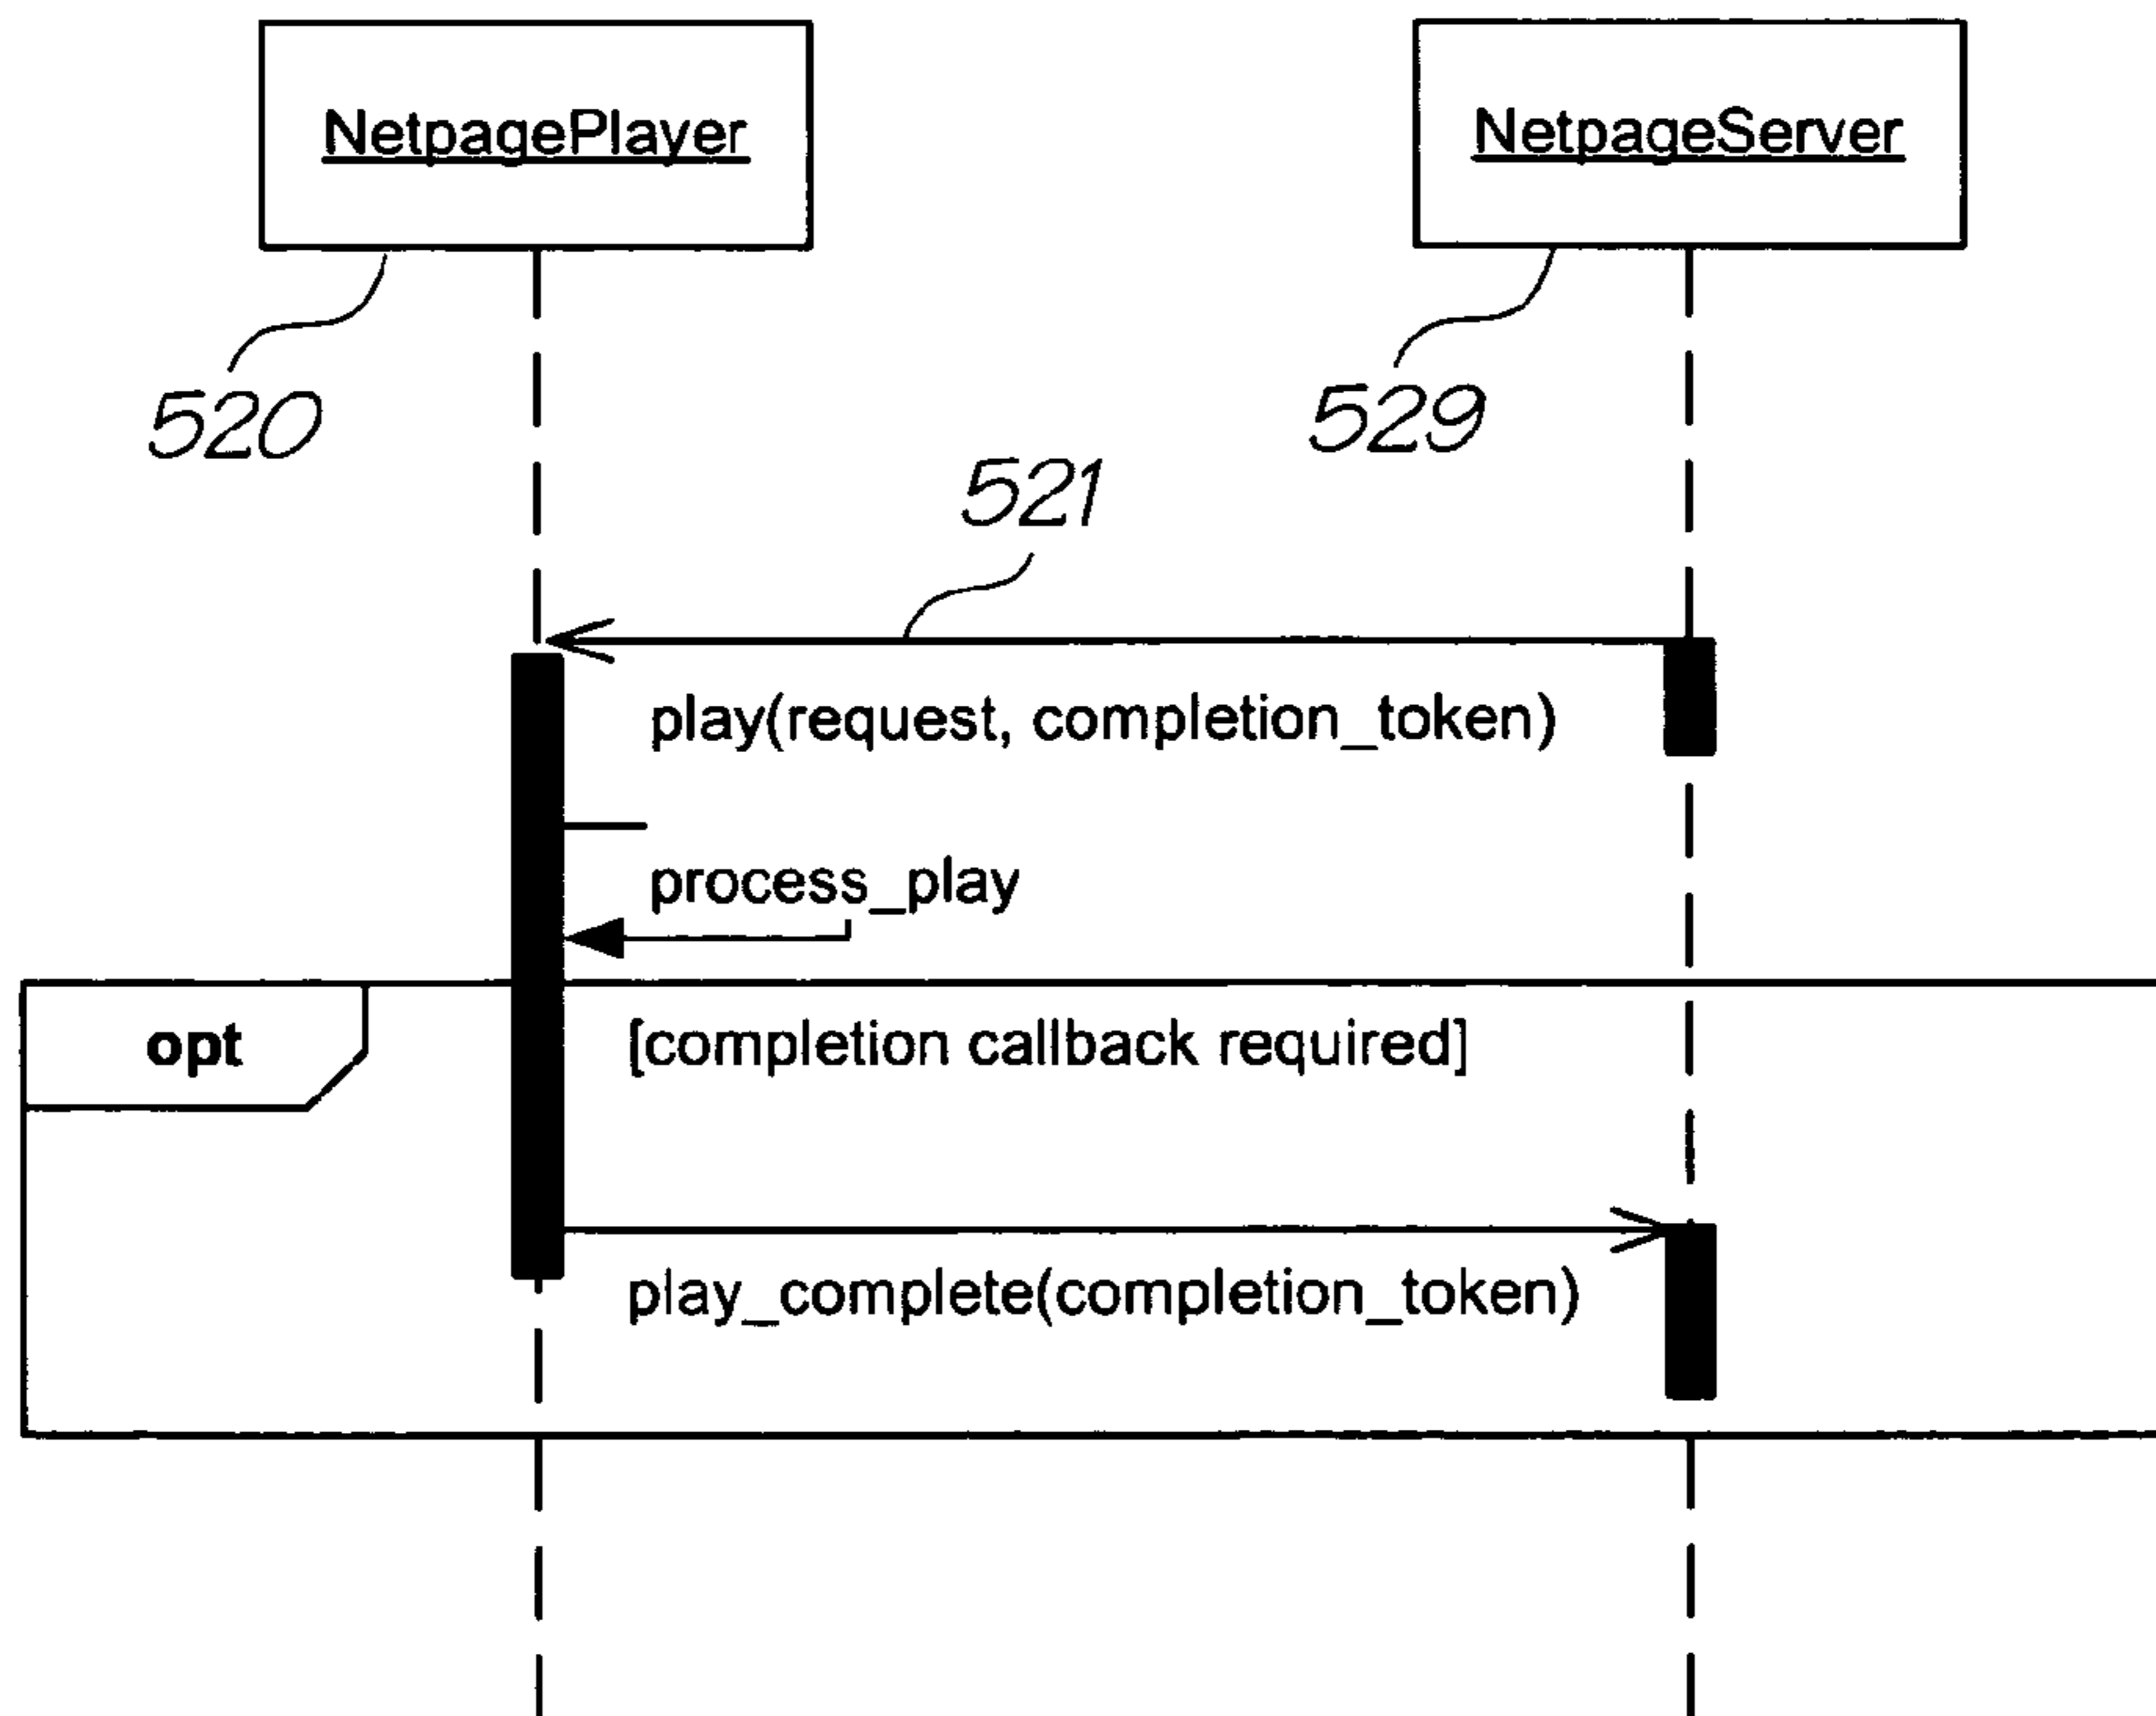 NetpagePlayer
NetpageServer
520
529
521
play(request, completion_token)
process_play
opt
[completion callback required]
play_complete(completion_token)